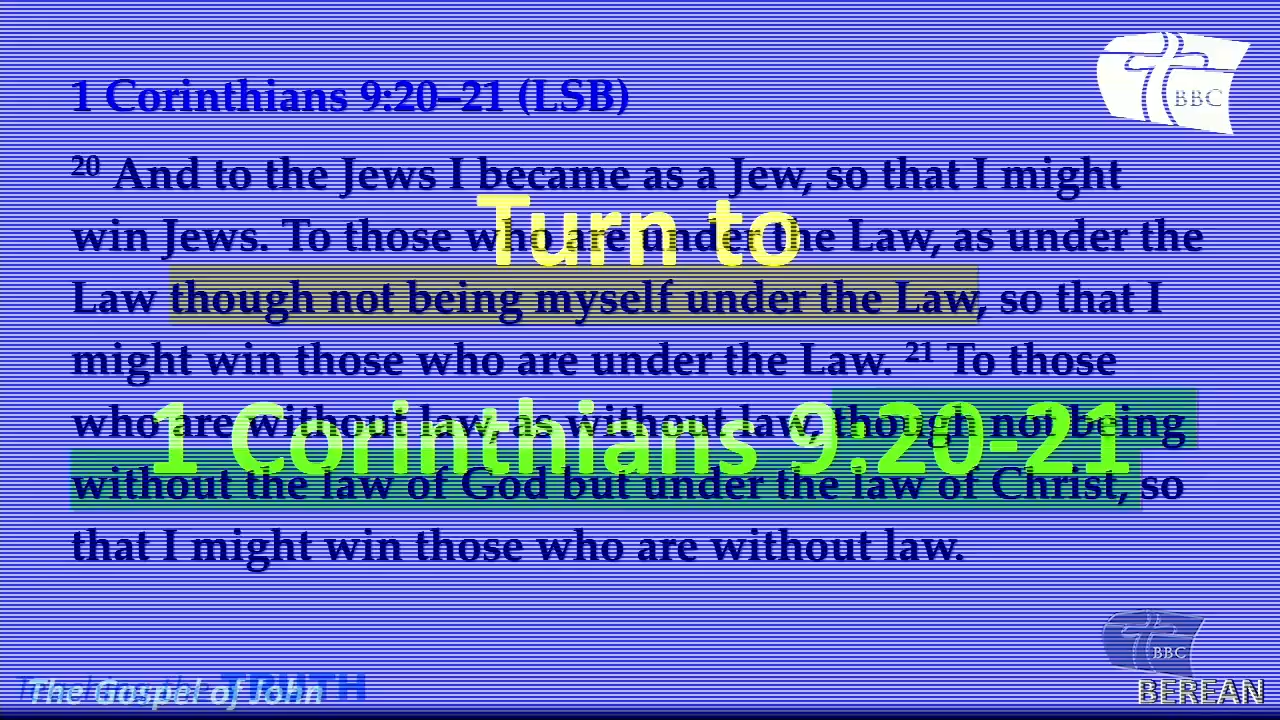 1 Corinthians 9:20–21 (LSB)
BBC
20 And to the Jews I became as a Jew, so that I might
win Jews. To those who are under the Law, as under the
Turn to
Law though not being myself under the Law, so that I
might win those who are under the Law. 21 To those
who are without law, as without law, though not being
1 Corinthians 9:20-21
without the law of God but under the law of Christ, so
that I might win those who are without law.
BBC
The Gospel of John
TRUTH
BEREAN